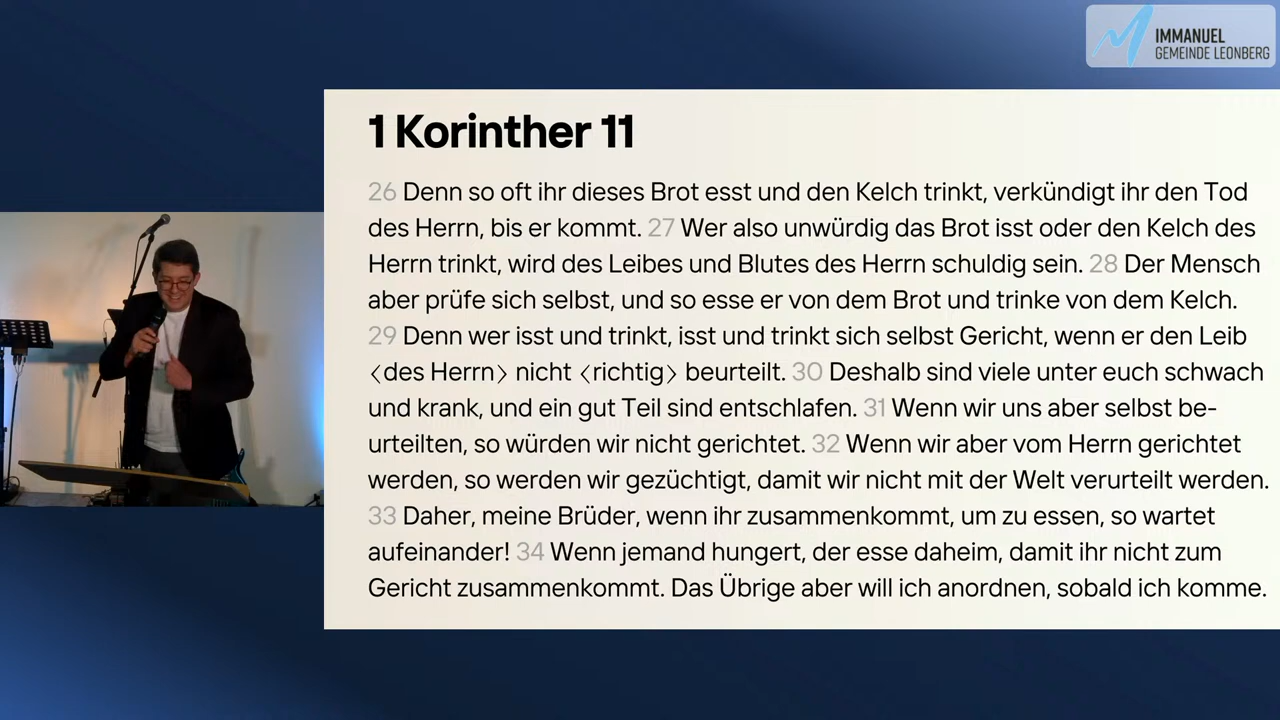 IMMANUEL
GEMEINDE LEONBERG
1 Korinther 11
26 Denn so oft ihr dieses Brot esst und den Kelch trinkt, verkündigt ihr den Tod
des Herrn, bis er kommt. 27 Wer also unwürdig das Brot isst oder den Kelch des
Herrn trinkt, wird des Leibes und Blutes des Herrn schuldig sein. 28 Der Mensch
aber prüfe sich selbst, und so esse er von dem Brot und trinke von dem Kelch.
29 Denn wer isst und trinkt, isst und trinkt sich selbst Gericht, wenn er den Leib
〈des Herrn〉 nicht 〈richtig〉 beurteilt. 30 Deshalb sind viele unter euch schwach
und krank, und ein gut Teil sind entschlafen. 31 Wenn wir uns aber selbst be-
urteilten, so würden wir nicht gerichtet. 32 Wenn wir aber vom Herrn gerichtet
werden, so werden wir gezüchtigt, damit wir nicht mit der Welt verurteilt werden.
33 Daher, meine Brüder, wenn ihr zusammenkommt, um zu essen, so wartet
aufeinander! 34 Wenn jemand hungert, der esse daheim, damit ihr nicht zum
Gericht zusammenkommt. Das Übrige aber will ich anordnen, sobald ich komme.